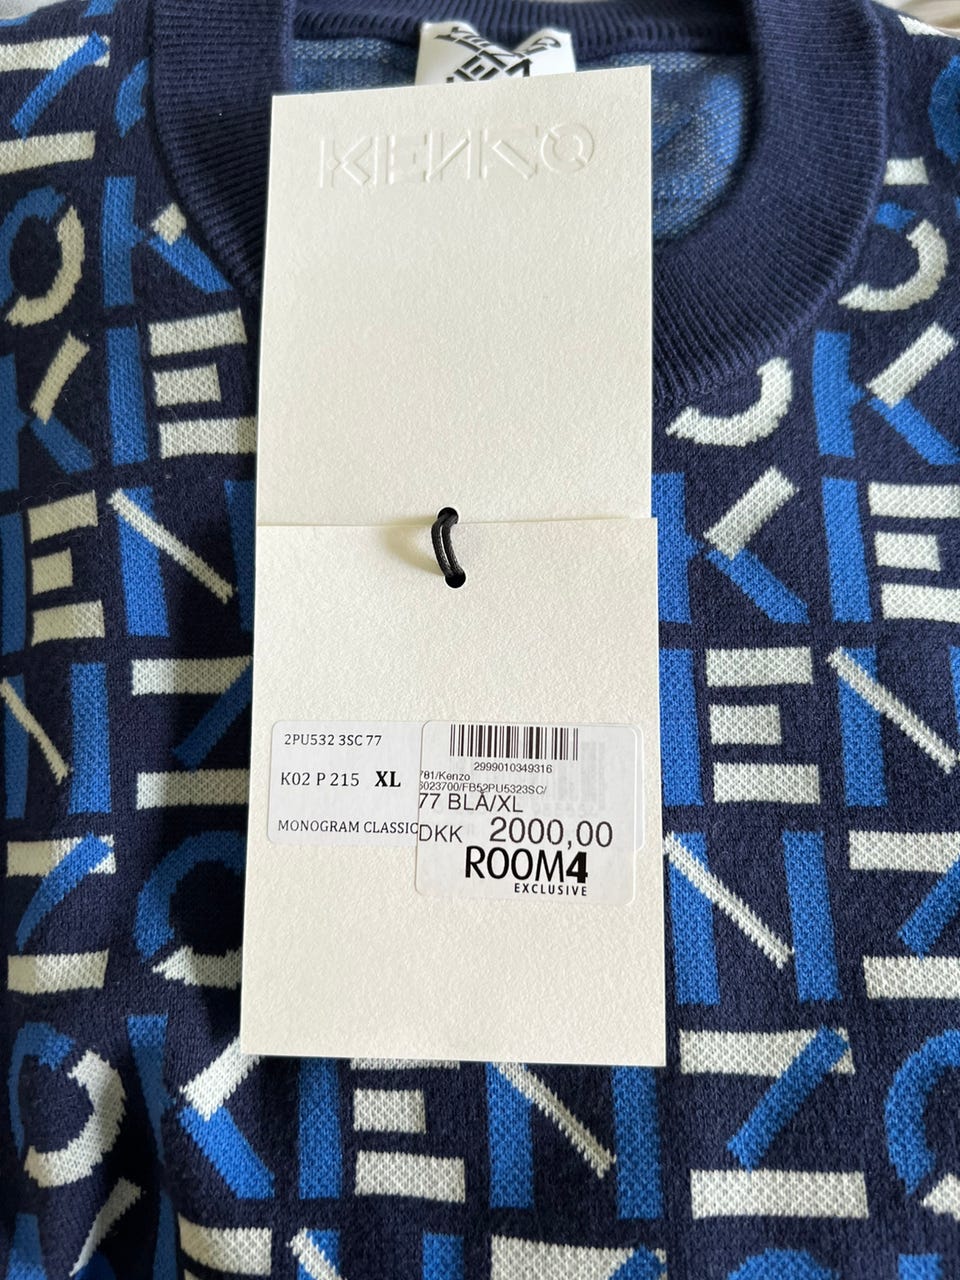 KENZO
2PU532 3SC 77
K02 P 215 XL
MONOGRAM CLASSIC
2999010349316
781/Kenzo
6023700/FB52PU5323SC/
77 BLÅ/XL
DKK 2000,00
ROOM4
EXCLUSIVE